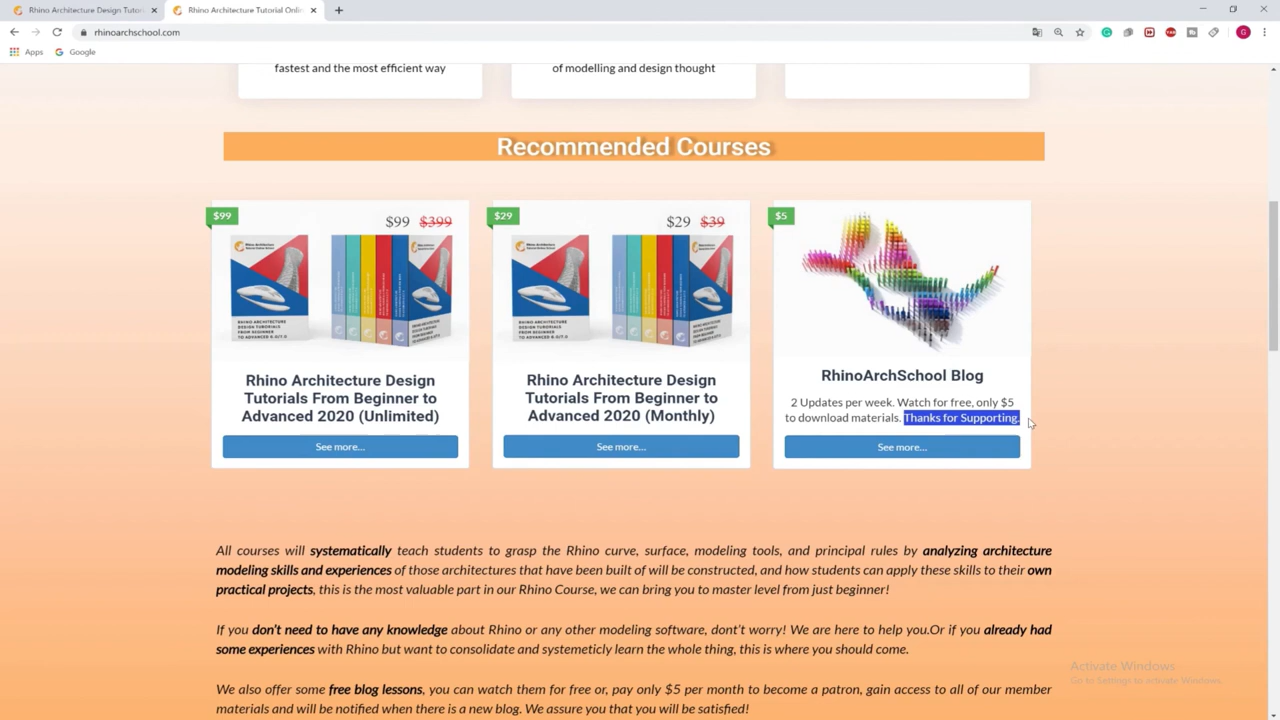 Rhino Architecture Design Tutori
Rhino Architecture Tutorial Onli
rhinoarchschool.com
Apps
Google
G
fastest and the most efficient way
of modelling and design thought
Recommended Courses
$99
$99 $399
Rhino Architecture Design
Tutorials From Beginner to
Advanced 2020 (Unlimited)
See more...
$29
$29 $39
Rhino Architecture Design
Tutorials From Beginner to
Advanced 2020 (Monthly)
See more...
$5
RhinoArchSchool Blog
2 Updates per week. Watch for free, only $5
to download materials. Thanks for Supporting.
See more...
All courses will systematically teach students to grasp the Rhino curve, surface, modeling tools, and principal rules by analyzing architecture
modeling skills and experiences of those architectures that have been built of will be constructed, and how students can apply these skills to their own
practical projects, this is the most valuable part in our Rhino Course, we can bring you to master level from just beginner!
If you don't need to have any knowledge about Rhino or any other modeling software, dont't worry! We are here to help you.Or if you already had
some experiences with Rhino but want to consolidate and systemeticly learn the whole thing, this is where you should come.
We also offer some free blog lessons, you can watch them for free or, pay only $5 per month to become a patron, gain access to all of our member
materials and will be notified when there is a new blog. We assure you that you will be satisfied!
Activate Windows
Go to Settings to activate Windows.